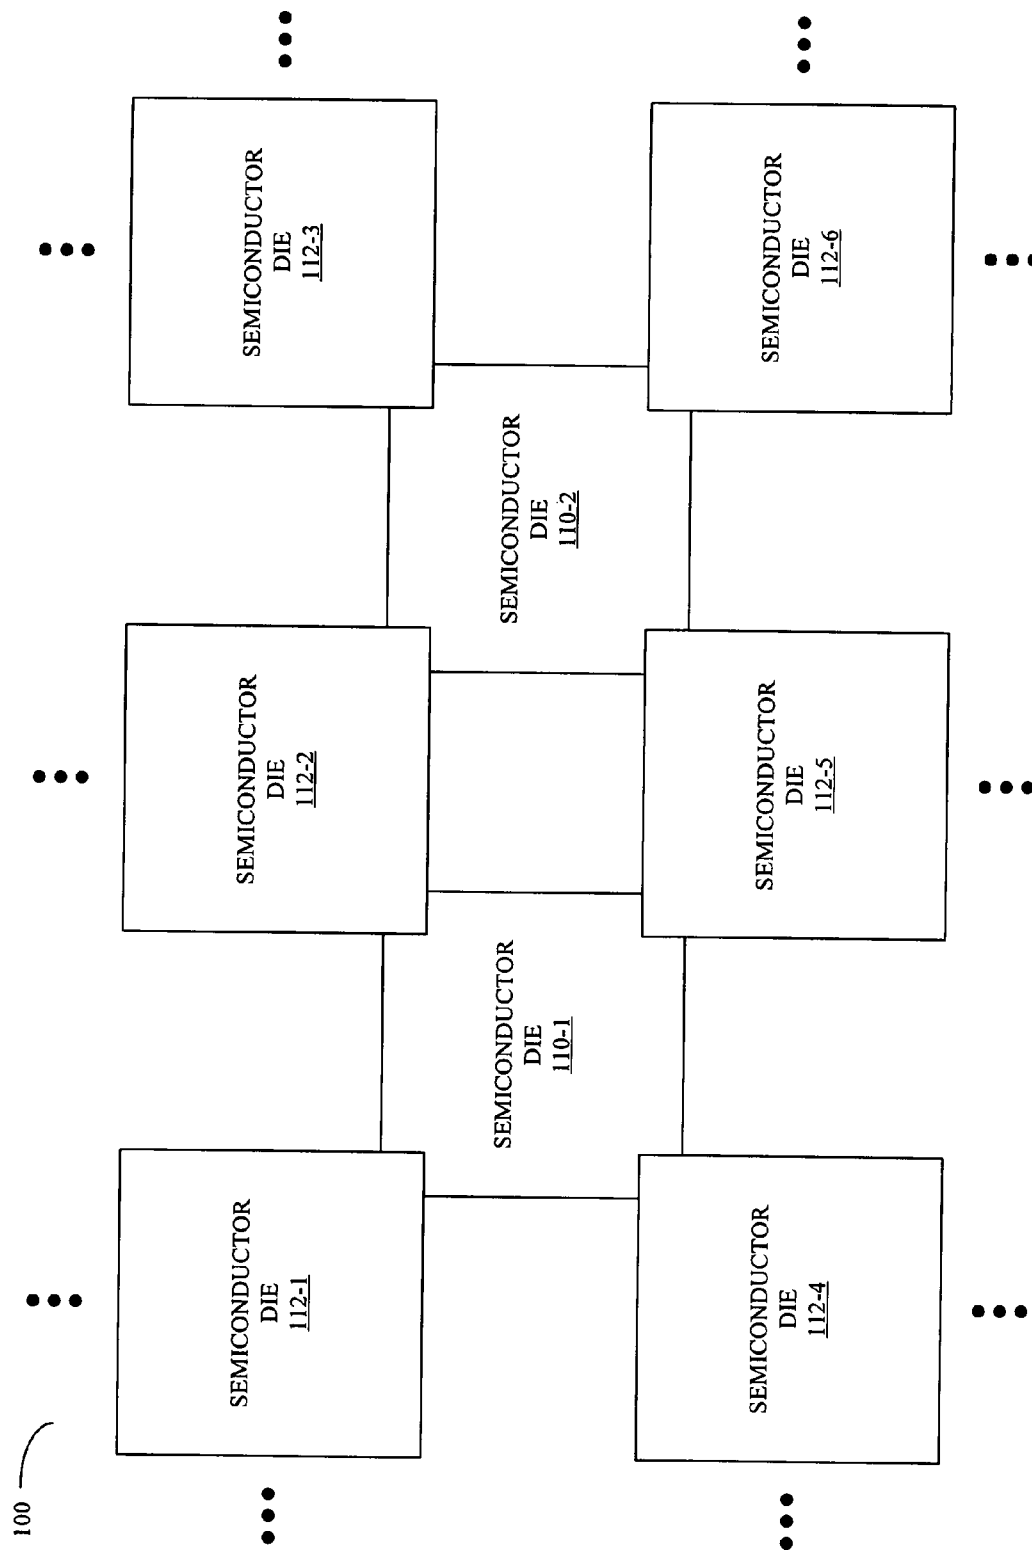 100
SEMICONDUCTOR
DIE
112-1
SEMICONDUCTOR
DIE
112-2
SEMICONDUCTOR
DIE
112-3
SEMICONDUCTOR
DIE
110-1
SEMICONDUCTOR
DIE
110-2
SEMICONDUCTOR
DIE
112-4
SEMICONDUCTOR
DIE
112-5
SEMICONDUCTOR
DIE
112-6